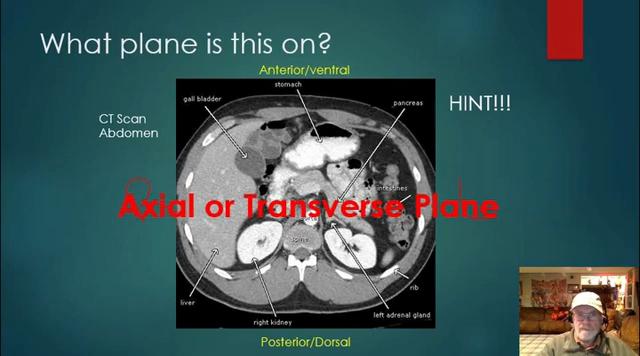 What plane is this on?
Anterior/ventral
stomach
gall bladder
pancreas
HINT!!!
CT Scan
Abdomen
intestines
Axial or Transverse Plane
spine
rib
liver
left adrenal gland
right kidney
Posterior/Dorsal